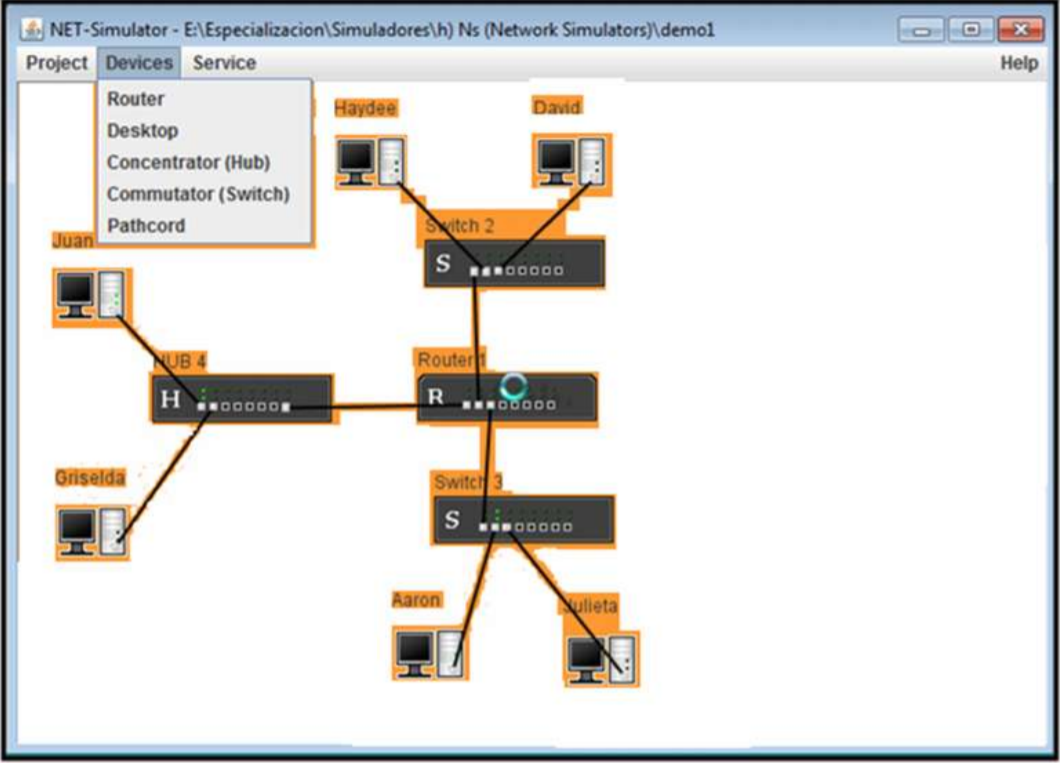 NET-Simulator - E:\Especializacion\Simuladores\h) Ns (Network Simulators)\demo1
Project Devices Service Help
Router
Desktop
Concentrator (Hub)
Commutator (Switch)
Pathcord
Haydee
David
Switch 2
S
Juan
HUB 4
H
Router 1
R
Griselda
Switch 3
S
Aaron
Julieta